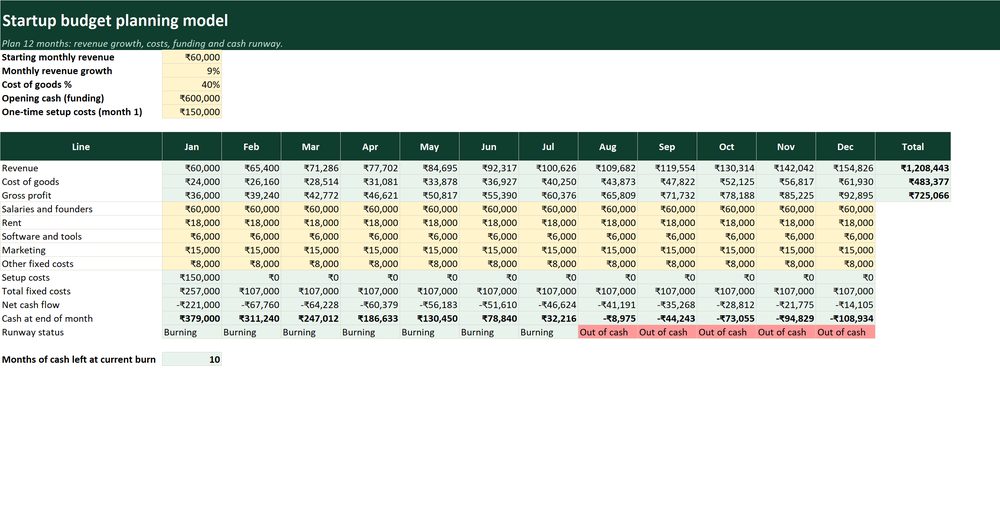 Startup budget planning model
Plan 12 months: revenue growth, costs, funding and cash runway.
Starting monthly revenue ₹60,000
Monthly revenue growth 9%
Cost of goods % 40%
Opening cash (funding) ₹600,000
One-time setup costs (month 1) ₹150,000
Line Jan Feb Mar Apr May Jun Jul Aug Sep Oct Nov Dec Total
Revenue ₹60,000 ₹65,400 ₹71,286 ₹77,702 ₹84,695 ₹92,317 ₹100,626 ₹109,682 ₹119,554 ₹130,314 ₹142,042 ₹154,826 ₹1,208,443
Cost of goods ₹24,000 ₹26,160 ₹28,514 ₹31,081 ₹33,878 ₹36,927 ₹40,250 ₹43,873 ₹47,822 ₹52,125 ₹56,817 ₹61,930 ₹483,377
Gross profit ₹36,000 ₹39,240 ₹42,772 ₹46,621 ₹50,817 ₹55,390 ₹60,376 ₹65,809 ₹71,732 ₹78,188 ₹85,225 ₹92,895 ₹725,066
Salaries and founders ₹60,000 ₹60,000 ₹60,000 ₹60,000 ₹60,000 ₹60,000 ₹60,000 ₹60,000 ₹60,000 ₹60,000 ₹60,000 ₹60,000
Rent ₹18,000 ₹18,000 ₹18,000 ₹18,000 ₹18,000 ₹18,000 ₹18,000 ₹18,000 ₹18,000 ₹18,000 ₹18,000 ₹18,000
Software and tools ₹6,000 ₹6,000 ₹6,000 ₹6,000 ₹6,000 ₹6,000 ₹6,000 ₹6,000 ₹6,000 ₹6,000 ₹6,000 ₹6,000
Marketing ₹15,000 ₹15,000 ₹15,000 ₹15,000 ₹15,000 ₹15,000 ₹15,000 ₹15,000 ₹15,000 ₹15,000 ₹15,000 ₹15,000
Other fixed costs ₹8,000 ₹8,000 ₹8,000 ₹8,000 ₹8,000 ₹8,000 ₹8,000 ₹8,000 ₹8,000 ₹8,000 ₹8,000 ₹8,000
Setup costs ₹150,000 ₹0 ₹0 ₹0 ₹0 ₹0 ₹0 ₹0 ₹0 ₹0 ₹0 ₹0
Total fixed costs ₹257,000 ₹107,000 ₹107,000 ₹107,000 ₹107,000 ₹107,000 ₹107,000 ₹107,000 ₹107,000 ₹107,000 ₹107,000 ₹107,000
Net cash flow -₹221,000 -₹67,760 -₹64,228 -₹60,379 -₹56,183 -₹51,610 -₹46,624 -₹41,191 -₹35,268 -₹28,812 -₹21,775 -₹14,105
Cash at end of month ₹379,000 ₹311,240 ₹247,012 ₹186,633 ₹130,450 ₹78,840 ₹32,216 -₹8,975 -₹44,243 -₹73,055 -₹94,829 -₹108,934
Runway status Burning Burning Burning Burning Burning Burning Burning Out of cash Out of cash Out of cash Out of cash Out of cash
Months of cash left at current burn 10